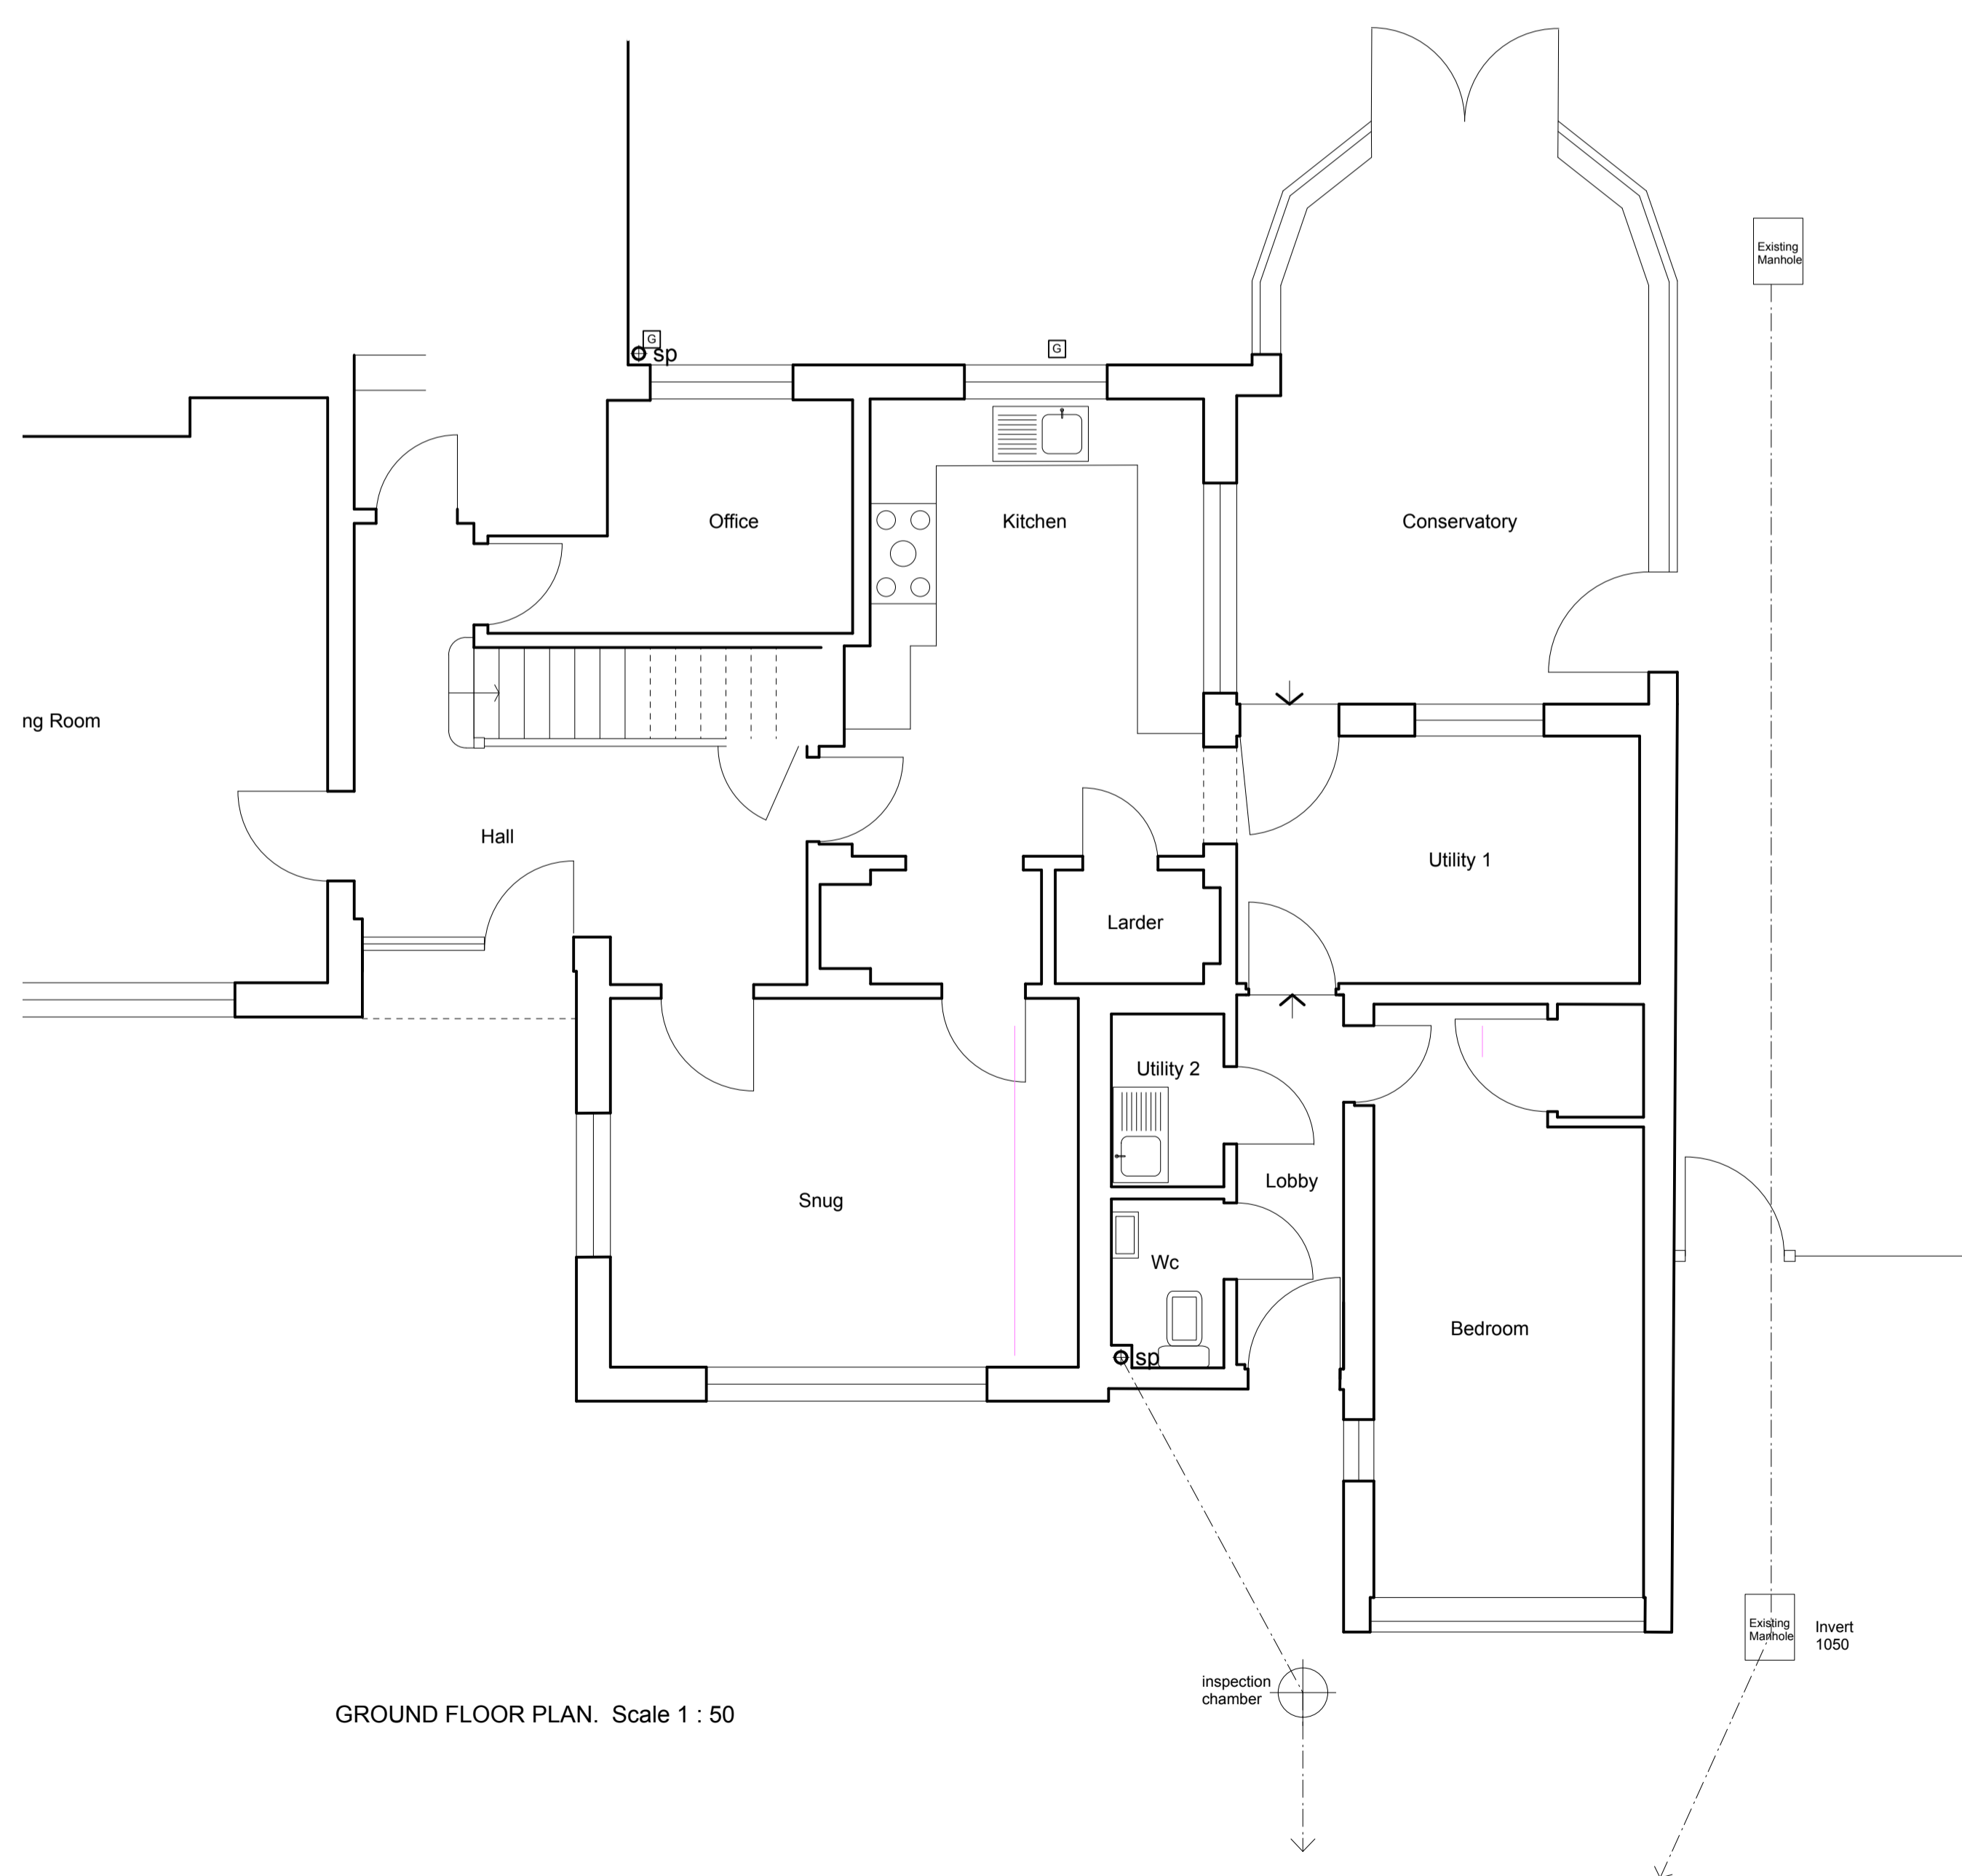 Existing
Manhole
G
sp
G
Office
Kitchen
Conservatory
ng Room
Hall
Utility 1
Larder
Utility 2
Lobby
Snug
Wc
Bedroom
sp
Existing
Manhole
Invert
1050
inspection
chamber
GROUND FLOOR PLAN. Scale 1 : 50